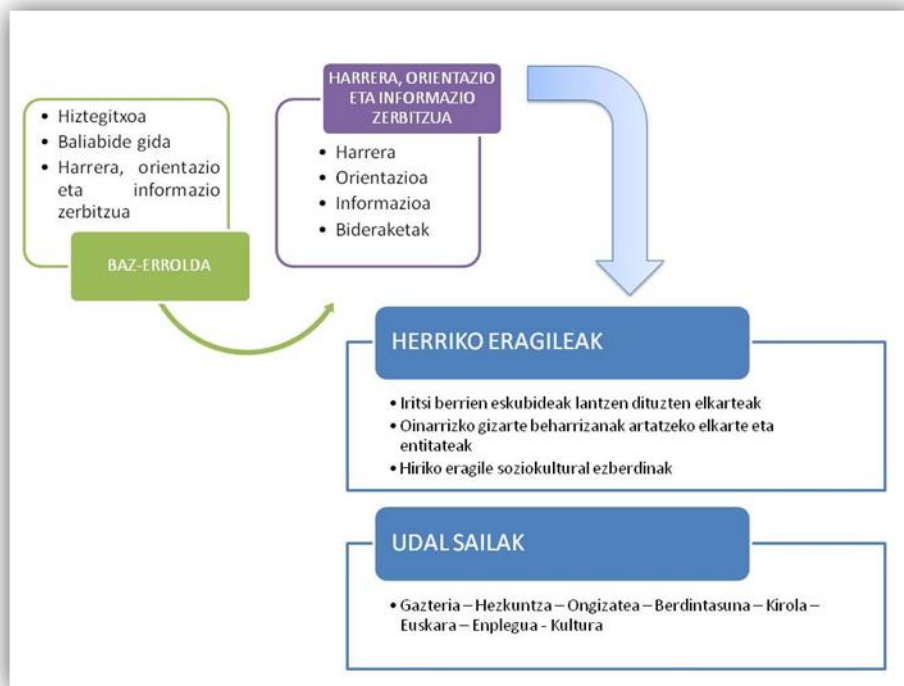 • Hiztegitxoa
• Baliabide gida
• Harrera, orientazio
eta informazio
zerbitzua
BAZ-ERROLDA
HARRERA, ORIENTAZIO
ETA INFORMAZIO
ZERBITZUA
• Harrera
• Orientazioa
• Informazioa
• Bideraketak
HERRIKO ERAGILEAK
• Iritsi berrien eskubideak lantzen dituzten elkarteak
• Oinarrizko gizarte beharrizanak artatzeko elkarte eta
entitateak
• Hiriko eragile soziokultural ezberdinak
UDAL SAILAK
• Gazteria – Hezkuntza – Ongizatea – Berdintasuna – Kirola –
Euskara – Enplegua - Kultura